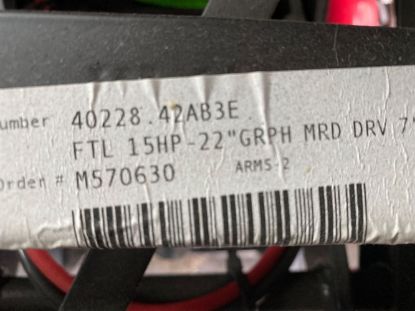 umber 40228.42AB3E
FTL 15HP-22"GRPH MRD DRV 7"
Order # M570630 ARMS-2